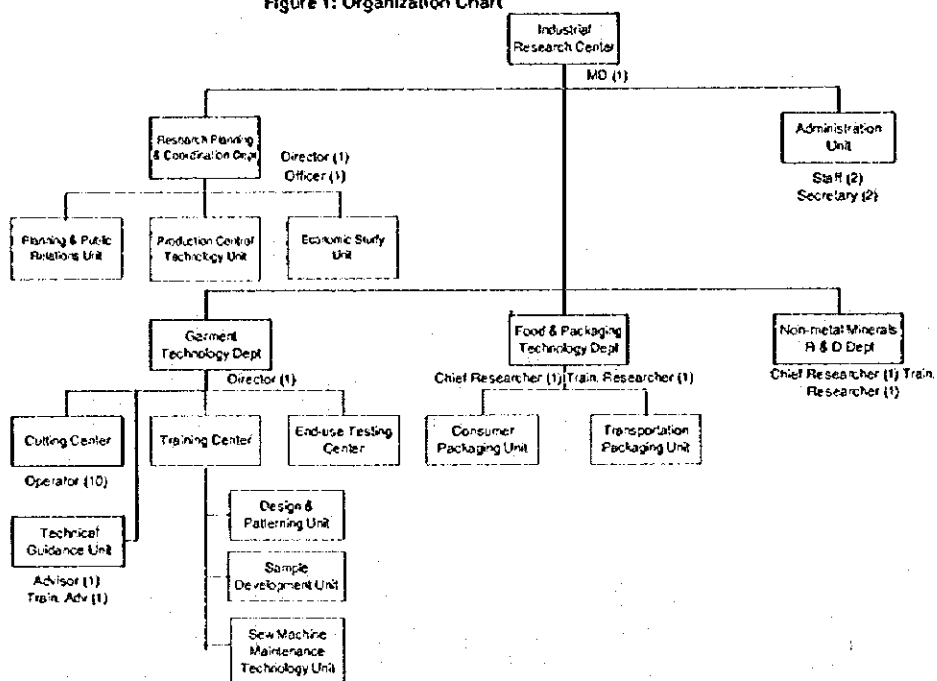 Figure 1: Organization Chart
Industrial
Research Center
MD (1)
Research Planning
& Coordination Dept
Director (1)
Officer (1)
Administration
Unit
Staff (2)
Secretary (2)
Planning & Public
Relations Unit
Production Control
Technology Unit
Economic Study
Unit
Garment
Technology Dept
Director (1)
Food & Packaging
Technology Dept
Chief Researcher (1) Train. Researcher (1)
Non-metal Minerals
R & D Dept
Chief Researcher (1) Train.
Researcher (1)
Cutting Center
Operator (10)
Training Center
End-use Testing
Center
Consumer
Packaging Unit
Transportation
Packaging Unit
Technical
Guidance Unit
Advisor (1)
Train. Adv (1)
Design &
Patterning Unit
Sample
Development Unit
Sew Machine
Maintenance
Technology Unit